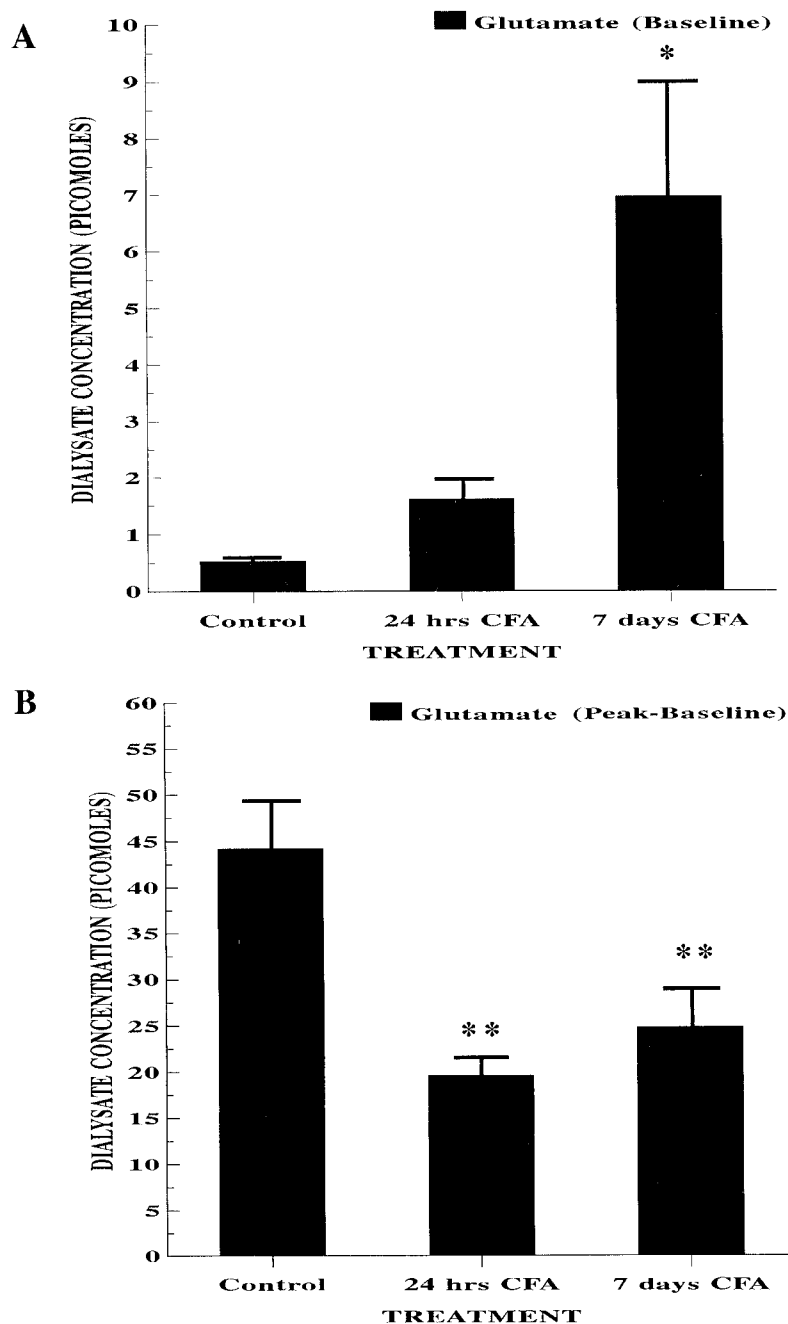 A
Glutamate (Baseline)
DIALYSATE CONCENTRATION (PICOMOLES)
10
9
8
7
6
5
4
3
2
1
0
*
Control
24 hrs CFA
7 days CFA
TREATMENT
B
Glutamate (Peak-Baseline)
DIALYSATE CONCENTRATION (PICOMOLES)
60
55
50
45
40
35
30
25
20
15
10
5
0
**
**
Control
24 hrs CFA
7 days CFA
TREATMENT